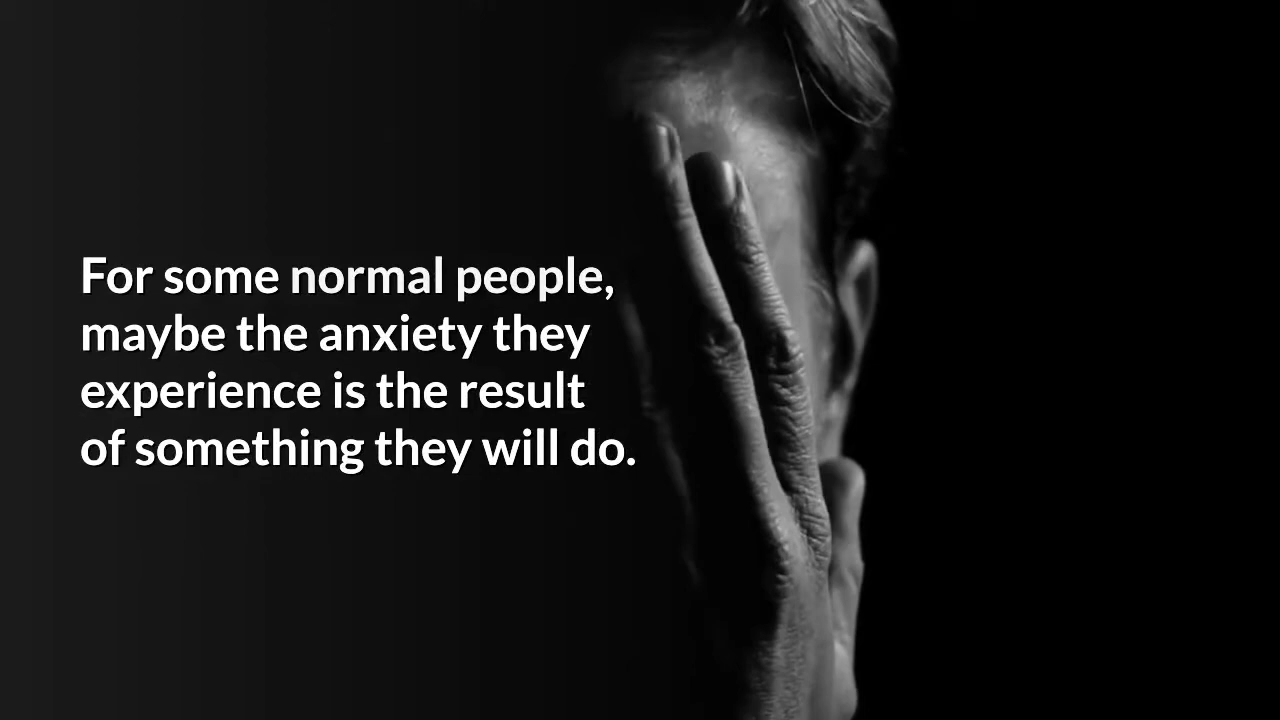 For some normal people,
maybe the anxiety they
experience is the result
of something they will do.